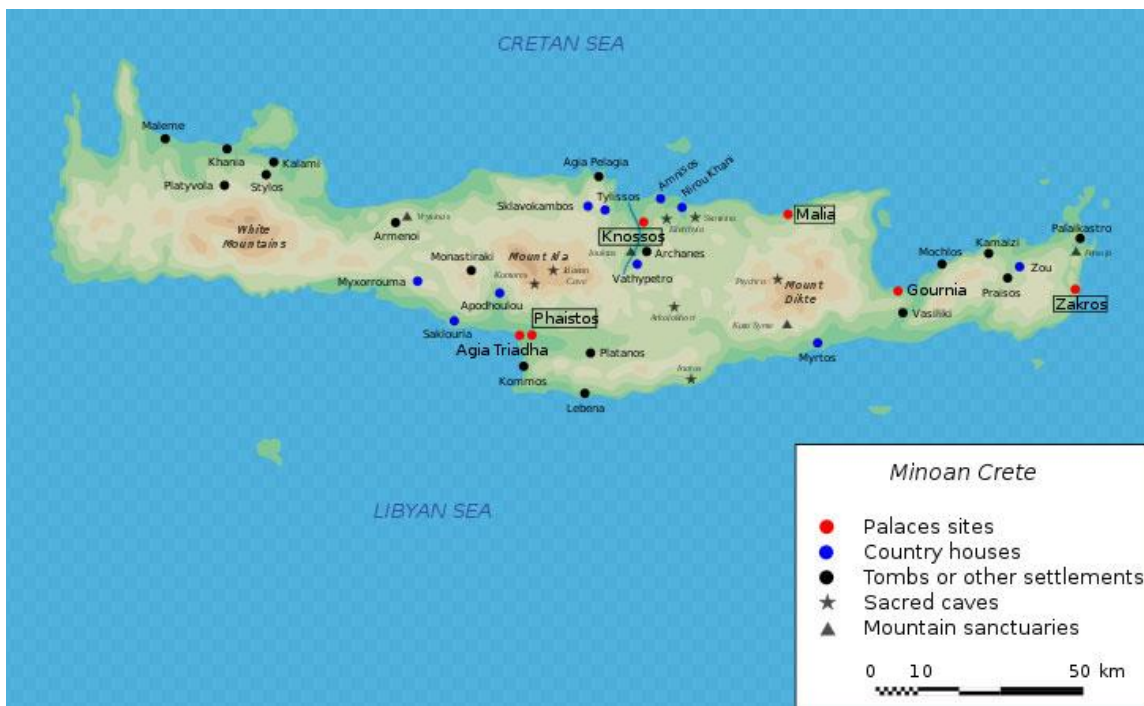 CRETAN SEA
Maleme
Khania
Kalami
Platyvola
Stylos
Agia Pelagia
Amnisos
Nirou Khani
Tylissos
Sklavokambos
Malia
Knossos
Armenoi
White
Mountains
Archanes
Monastiraki
Mount Ida
Cave
Vathypetro
Myxorrouma
Apodhoulou
Psychro
Mount
Dikte
Palaikastro
Kamaizi
Mochlos
Zou
Praisos
Gournia
Zakros
Vasiliki
Phaistos
Saklouria
Agia Triadha
Platanos
Myrtos
Kommos
Lebena
LIBYAN SEA
Minoan Crete
Palaces sites
Country houses
Tombs or other settlements
Sacred caves
Mountain sanctuaries
0 10 50 km